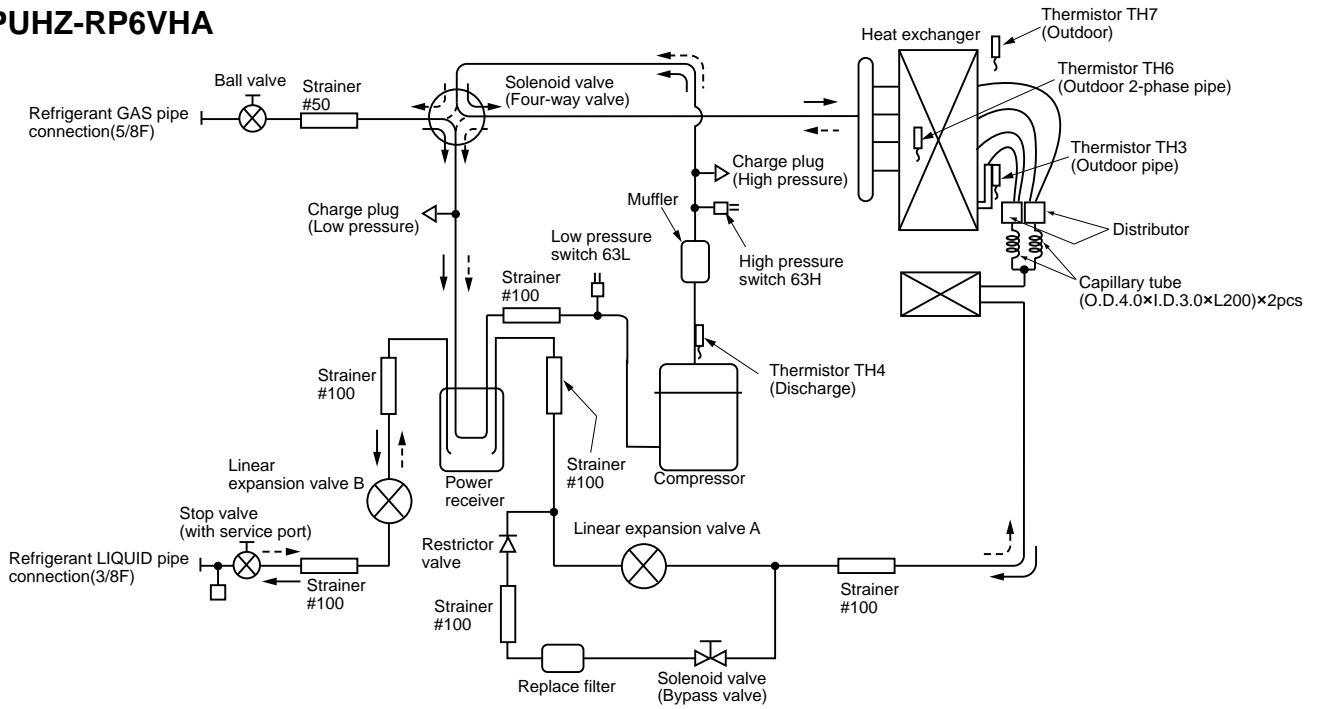 PUHZ-RP6VHA
Thermistor TH7
(Outdoor)
Heat exchanger
Ball valve
Strainer
#50
Solenoid valve
(Four-way valve)
Thermistor TH6
(Outdoor 2-phase pipe)
Refrigerant GAS pipe
connection(5/8F)
Thermistor TH3
(Outdoor pipe)
Charge plug
(High pressure)
Charge plug
(Low pressure)
Muffler
Distributor
Low pressure
switch 63L
High pressure
switch 63H
Strainer
#100
Capillary tube
(O.D.4.0×I.D.3.0×L200)×2pcs
Strainer
#100
Thermistor TH4
(Discharge)
Strainer
#100
Compressor
Power
receiver
Linear
expansion valve B
Stop valve
(with service port)
Linear expansion valve A
Restrictor
valve
Refrigerant LIQUID pipe
connection(3/8F)
Strainer
#100
Strainer
#100
Strainer
#100
Replace filter
Solenoid valve
(Bypass valve)